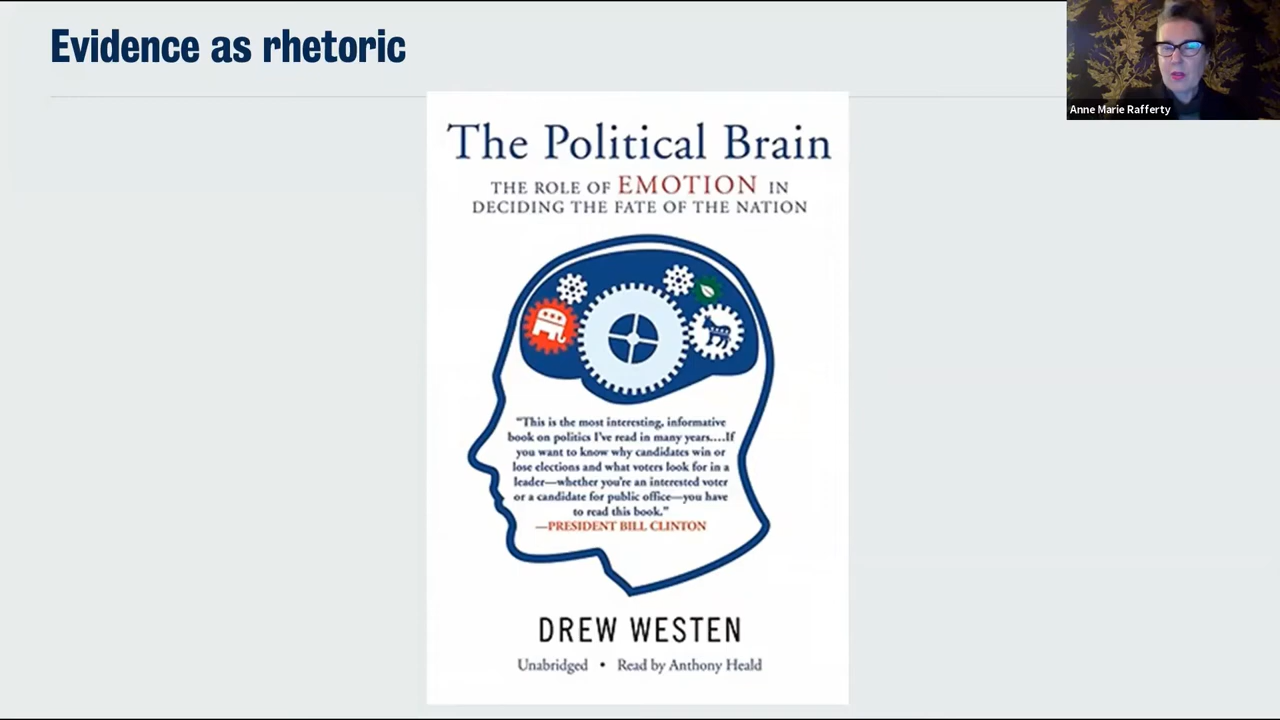 Evidence as rhetoric
Anne Marie Rafferty
The Political Brain
THE ROLE OF EMOTION IN
DECIDING THE FATE OF THE NATION
“This is the most interesting, informative
book on politics I’ve read in many years....If
you want to know why candidates win or
lose elections and what voters look for in a
leader—whether you’re an interested voter
or a candidate for public office—you have
to read this book.”
—PRESIDENT BILL CLINTON
DREW WESTEN
Unabridged • Read by Anthony Heald